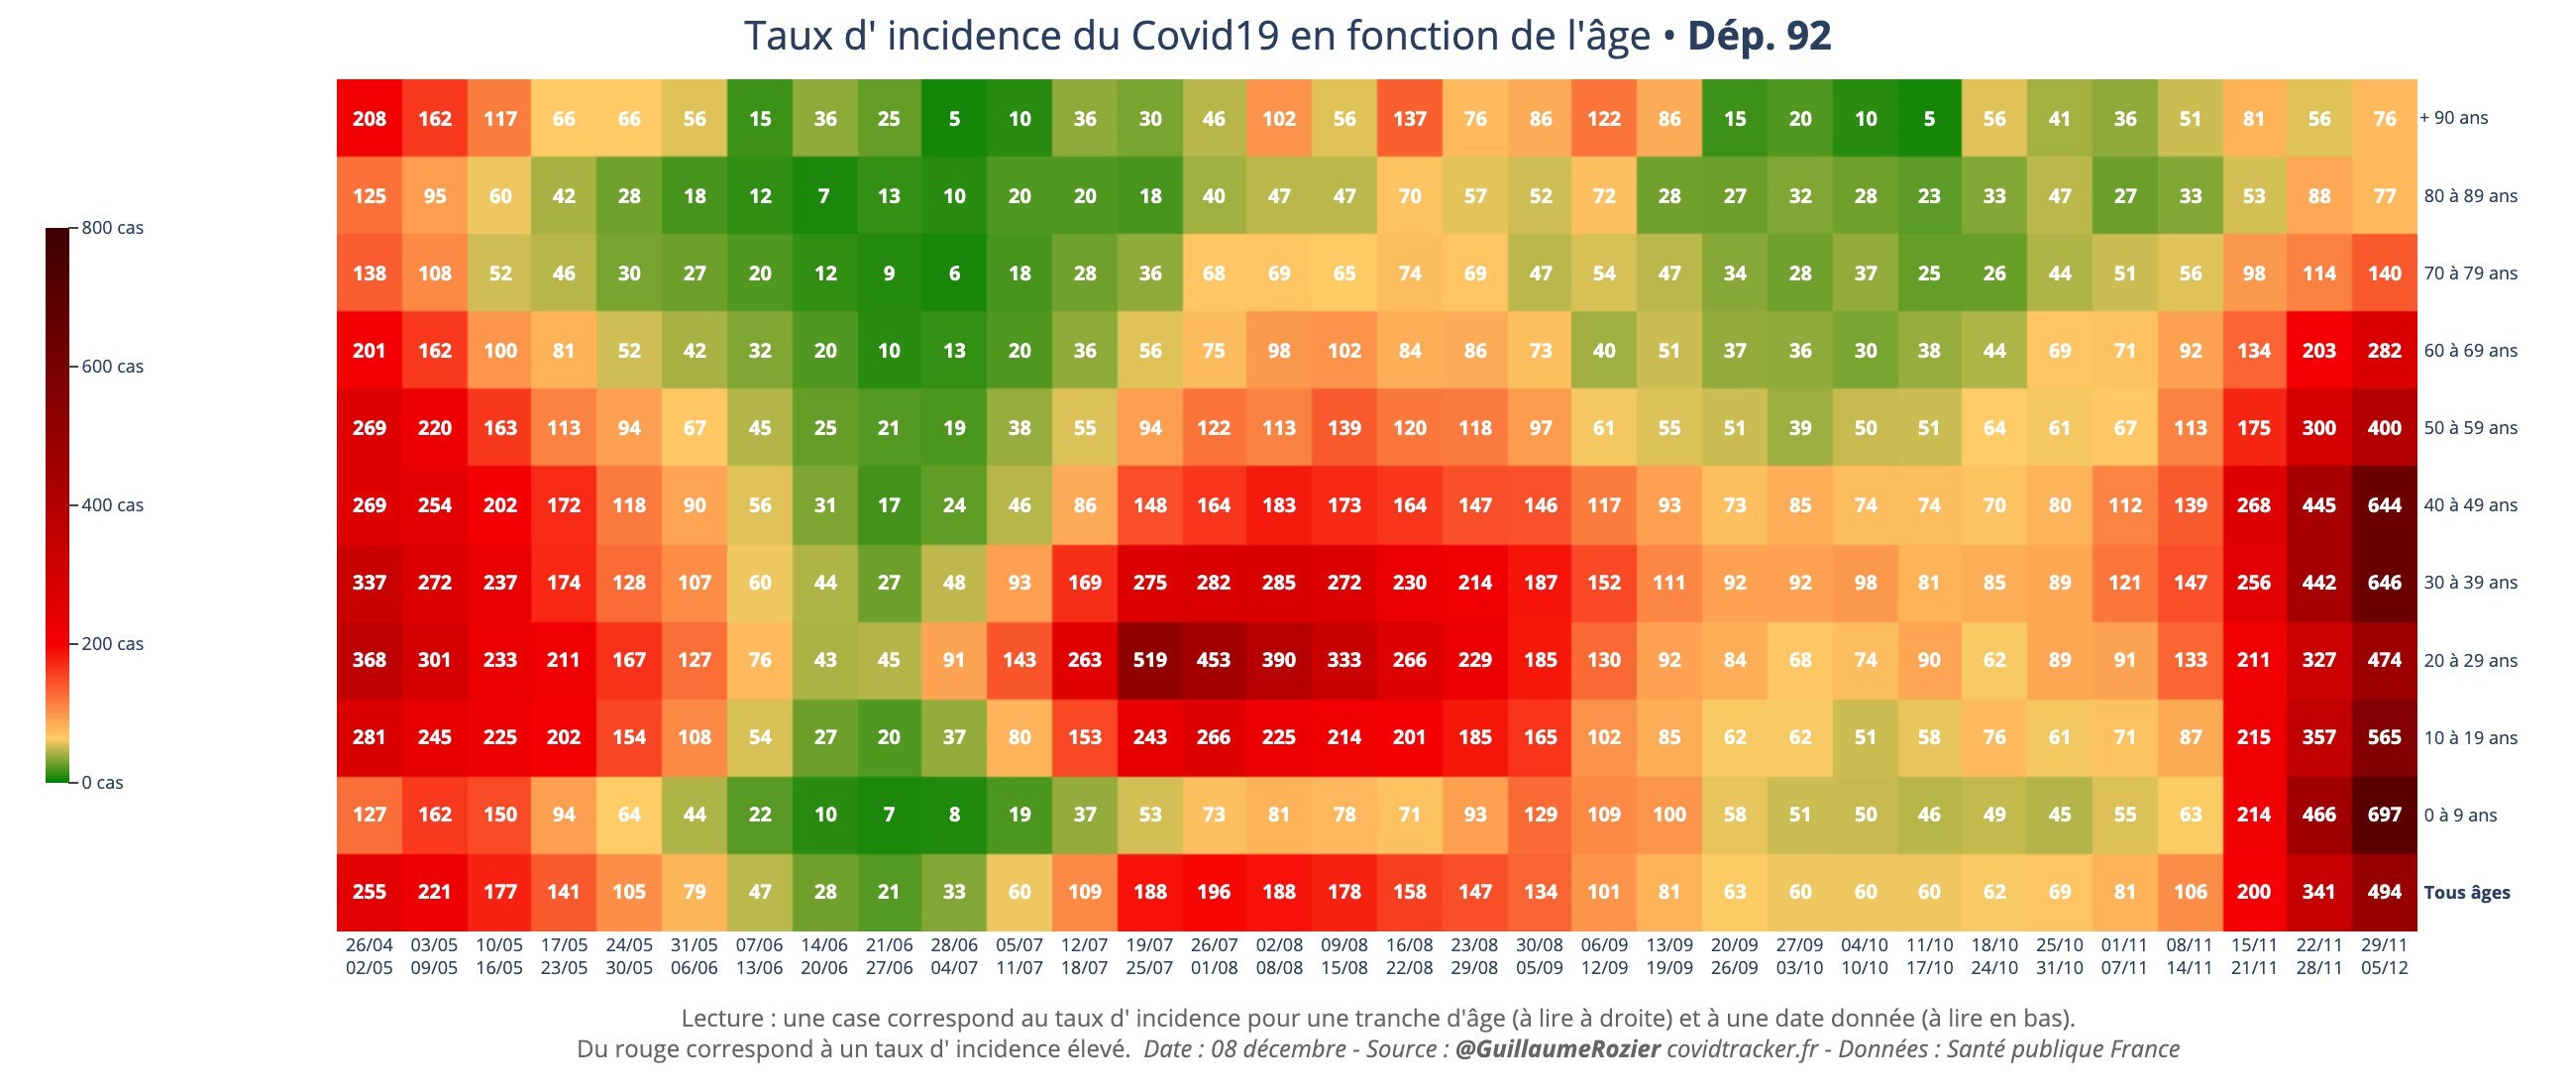 Taux d' incidence du Covid19 en fonction de l'âge • Dép. 92
208 162 117 66 66 56 15 36 25 5 10 36 30 46 102 56 137 76 86 122 86 15 20 10 5 56 41 36 51 81 56 76 + 90 ans
125 95 60 42 28 18 12 7 13 10 20 20 18 40 47 47 70 57 52 72 28 27 32 28 23 33 47 27 33 53 88 77 80 à 89 ans
800 cas
138 108 52 46 30 27 20 12 9 6 18 28 36 68 69 65 74 69 47 54 47 34 28 37 25 26 44 51 56 98 114 140 70 à 79 ans
201 162 100 81 52 42 32 20 10 13 20 36 56 75 98 102 84 86 73 40 51 37 36 30 38 44 69 71 92 134 203 282 60 à 69 ans
600 cas
269 220 163 113 94 67 45 25 21 19 38 55 94 122 113 139 120 118 97 61 55 51 39 50 51 64 61 67 113 175 300 400 50 à 59 ans
400 cas
269 254 202 172 118 90 56 31 17 24 46 86 148 164 183 173 164 147 146 117 93 73 85 74 74 70 80 112 139 268 445 644 40 à 49 ans
337 272 237 174 128 107 60 44 27 48 93 169 275 282 285 272 230 214 187 152 111 92 92 98 81 85 89 121 147 256 442 646 30 à 39 ans
200 cas
368 301 233 211 167 127 76 43 45 91 143 263 519 453 390 333 266 229 185 130 92 84 68 74 90 62 89 91 133 211 327 474 20 à 29 ans
281 245 225 202 154 108 54 27 20 37 80 153 243 266 225 214 201 185 165 102 85 62 62 51 58 76 61 71 87 215 357 565 10 à 19 ans
0 cas
127 162 150 94 64 44 22 10 7 8 19 37 53 73 81 78 71 93 129 109 100 58 51 50 46 49 45 55 63 214 466 697 0 à 9 ans
255 221 177 141 105 79 47 28 21 33 60 109 188 196 188 178 158 147 134 101 81 63 60 60 60 62 69 81 106 200 341 494 Tous âges
26/04 03/05 10/05 17/05 24/05 31/05 07/06 14/06 21/06 28/06 05/07 12/07 19/07 26/07 02/08 09/08 16/08 23/08 30/08 06/09 13/09 20/09 27/09 04/10 11/10 18/10 25/10 01/11 08/11 15/11 22/11 29/11
02/05 09/05 16/05 23/05 30/05 06/06 13/06 20/06 27/06 04/07 11/07 18/07 25/07 01/08 08/08 15/08 22/08 29/08 05/09 12/09 19/09 26/09 03/10 10/10 17/10 24/10 31/10 07/11 14/11 21/11 28/11 05/12
Lecture : une case correspond au taux d' incidence pour une tranche d'âge (à lire à droite) et à une date donnée (à lire en bas).
Du rouge correspond à un taux d' incidence élevé. Date : 08 décembre - Source : @GuillaumeRozier covidtracker.fr - Données : Santé publique France